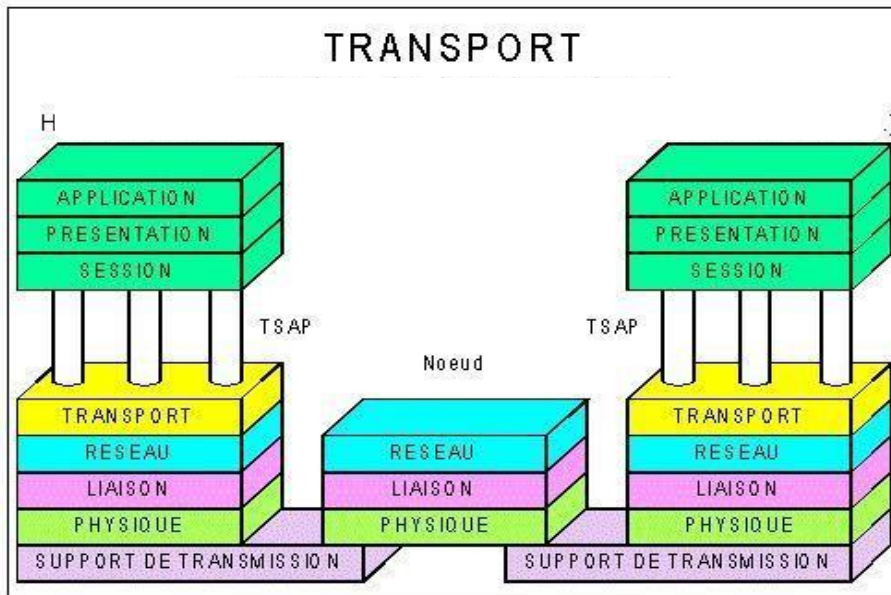 TRANSPORT
H
APPLICATION
PRESENTATION
SESSION
TSAP
TRANSPORT
RESEAU
LIAISON
PHYSIQUE
SUPPORT DE TRANSMISSION
Noeud
RESEAU
LIAISON
PHYSIQUE
APPLICATION
PRESENTATION
SESSION
TSAP
TRANSPORT
RESEAU
LIAISON
PHYSIQUE
SUPPORT DE TRANSMISSION